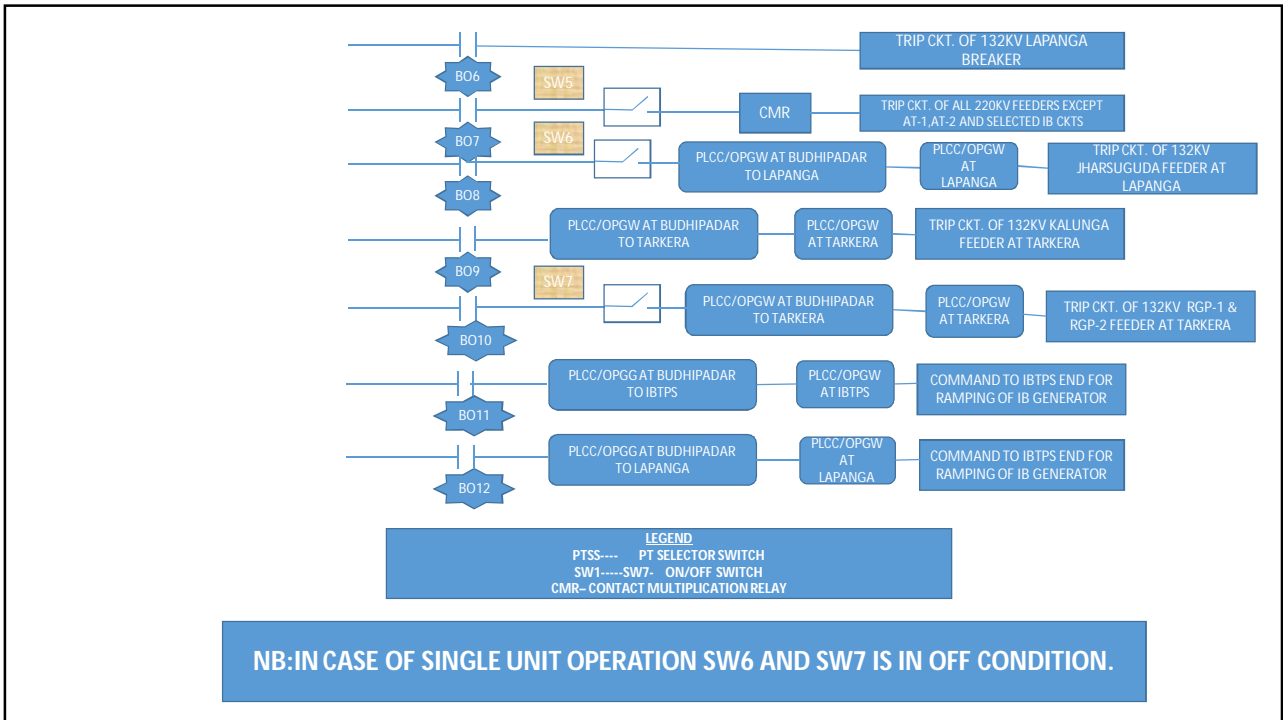 TRIP CKT. OF 132KV LAPANGA
BREAKER
BO6
SW5
CMR
TRIP CKT. OF ALL 220KV FEEDERS EXCEPT
AT-1,AT-2 AND SELECTED IB CKTS
BO7
SW6
PLCC/OPGW AT BUDHIPADAR
TO LAPANGA
PLCC/OPGW
AT
LAPANGA
TRIP CKT. OF 132KV
JHARSUGUDA FEEDER AT
LAPANGA
BO8
PLCC/OPGW AT BUDHIPADAR
TO TARKERA
PLCC/OPGW
AT TARKERA
TRIP CKT. OF 132KV KALUNGA
FEEDER AT TARKERA
BO9
SW7
PLCC/OPGW AT BUDHIPADAR
TO TARKERA
PLCC/OPGW
AT TARKERA
TRIP CKT. OF 132KV RGP-1 &
RGP-2 FEEDER AT TARKERA
BO10
PLCC/OPGG AT BUDHIPADAR
TO IBTPS
PLCC/OPGW
AT IBTPS
COMMAND TO IBTPS END FOR
RAMPING OF IB GENERATOR
BO11
PLCC/OPGG AT BUDHIPADAR
TO LAPANGA
PLCC/OPGW
AT
LAPANGA
COMMAND TO IBTPS END FOR
RAMPING OF IB GENERATOR
BO12
LEGEND
PTSS---- PT SELECTOR SWITCH
SW1-----SW7- ON/OFF SWITCH
CMR– CONTACT MULTIPLICATION RELAY
NB:IN CASE OF SINGLE UNIT OPERATION SW6 AND SW7 IS IN OFF CONDITION.